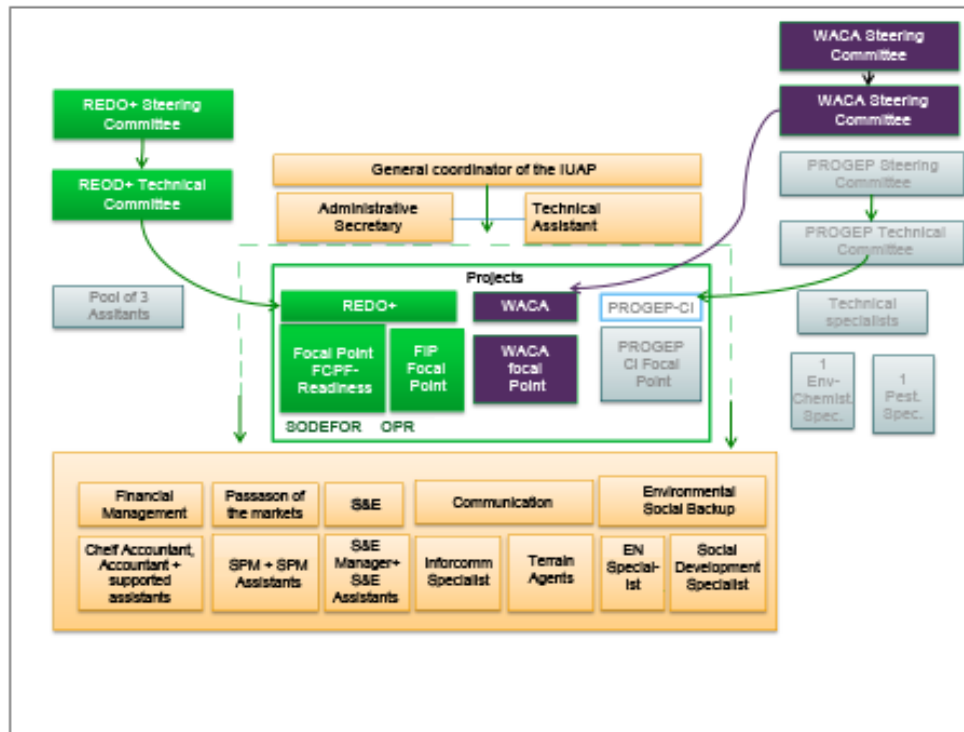 WACA Steering
Committee
WACA Steering
Committee
REDO+ Steering
Committee
REOD+ Technical
Committee
General coordinator of the IUAP
Administrative
Secretary
Technical
Assistant
PROGEP Steering
Committee
PROGEP Technical
Committee
Pool of 3
Assitants
Projects
REDO+
WACA
PROGEP-CI
Focal Point
FCPF-
Readiness
FIP
Focal
Point
WACA
focal
Point
PROGEP
CI Focal
Point
SODEFOR OPR
Technical
specialists
1
Env-
Chemist.
Spec.
1
Pest.
Spec.
Financial
Management
Passason of
the markets
S&E
Communication
Environmental
Social Backup
Cheif Accountant,
Accountant +
supported
assistants
SPM + SPM
Assistants
S&E
Manager+
S&E
Assistants
Inforcomm
Specialist
Terrain
Agents
EN
Special-
ist
Social
Development
Specialist